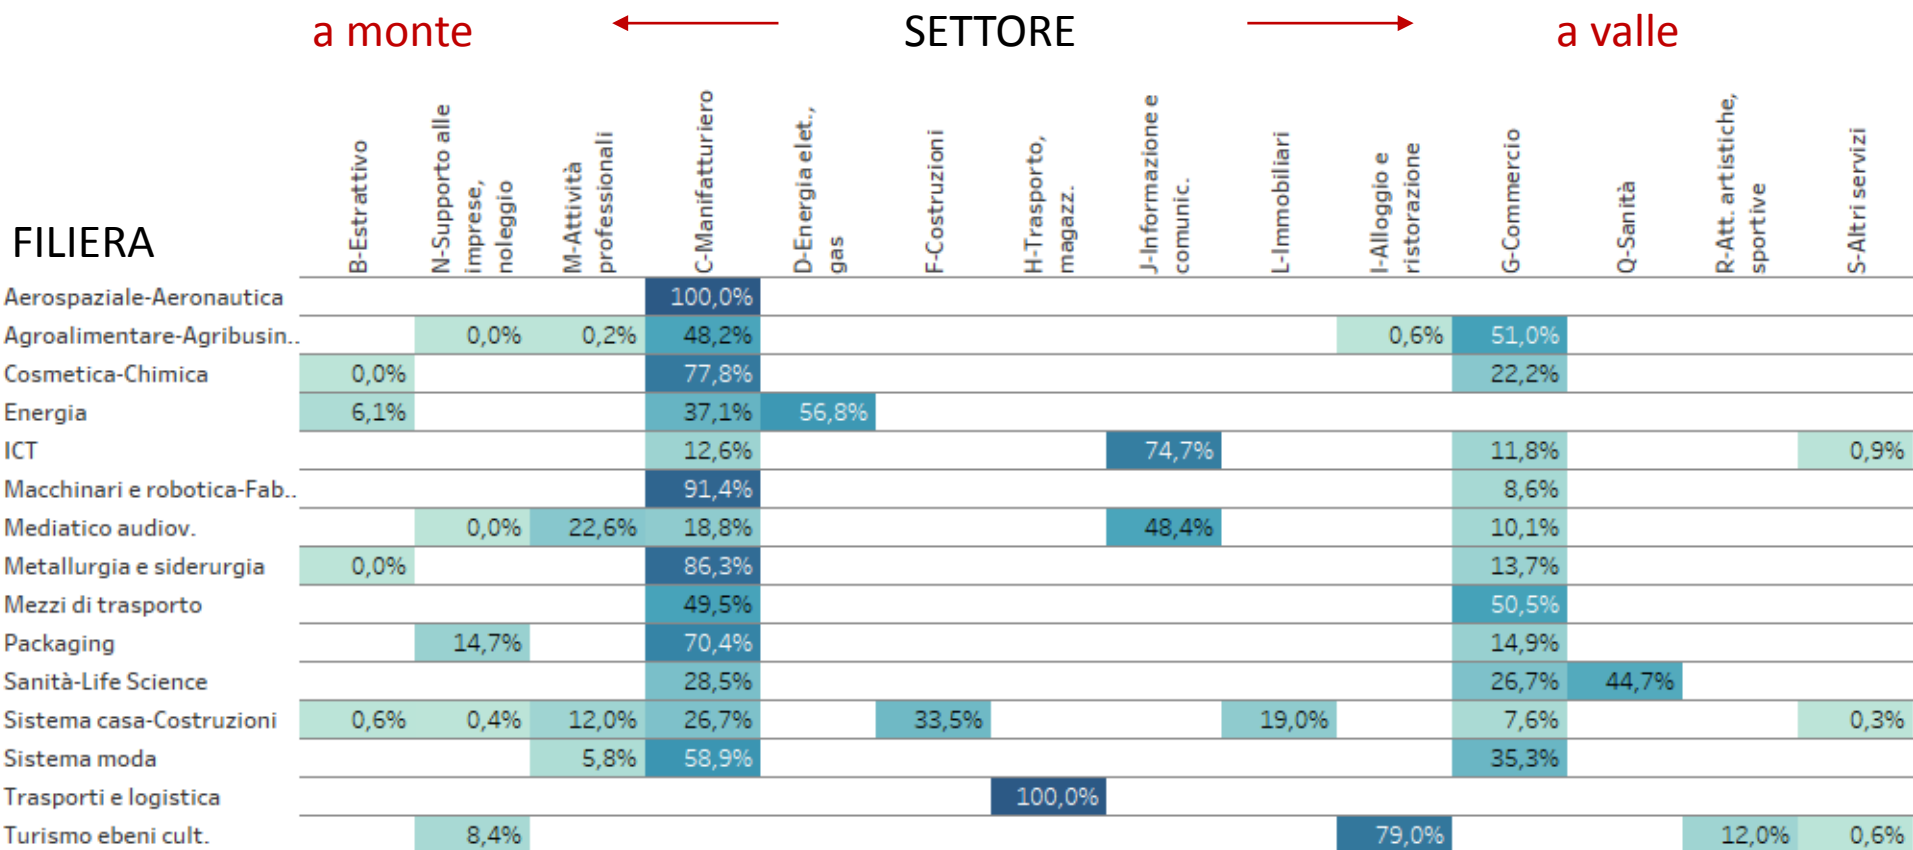 a monte SETTORE a valle
FILIERA
B-Estrattivo
N-Supporto alle
imprese,
noleggio
M-Attività
professionali
C-Manifatturiero
D-Energia elet.,
gas
F-Costruzioni
H-Trasporto,
magazz.
J-Informazione e
comunic.
L-Immobiliari
I-Alloggio e
ristorazione
G-Commercio
Q-Sanità
R-Att. artistiche,
sportive
S-Altri servizi
Aerospaziale-Aeronautica 100,0%
Agroalimentare-Agribusin.. 0,0% 0,2% 48,2% 0,6% 51,0%
Cosmetica-Chimica 0,0% 77,8% 22,2%
Energia 6,1% 37,1% 56,8%
ICT 12,6% 74,7% 11,8% 0,9%
Macchinari e robotica-Fab.. 91,4% 8,6%
Mediatico audiov. 0,0% 22,6% 18,8% 48,4% 10,1%
Metallurgia e siderurgia 0,0% 86,3% 13,7%
Mezzi di trasporto 49,5% 50,5%
Packaging 14,7% 70,4% 14,9%
Sanità-Life Science 28,5% 26,7% 44,7%
Sistema casa-Costruzioni 0,6% 0,4% 12,0% 26,7% 33,5% 19,0% 7,6% 0,3%
Sistema moda 5,8% 58,9% 35,3%
Trasporti e logistica 100,0%
Turismo ebeni cult. 8,4% 79,0% 12,0% 0,6%